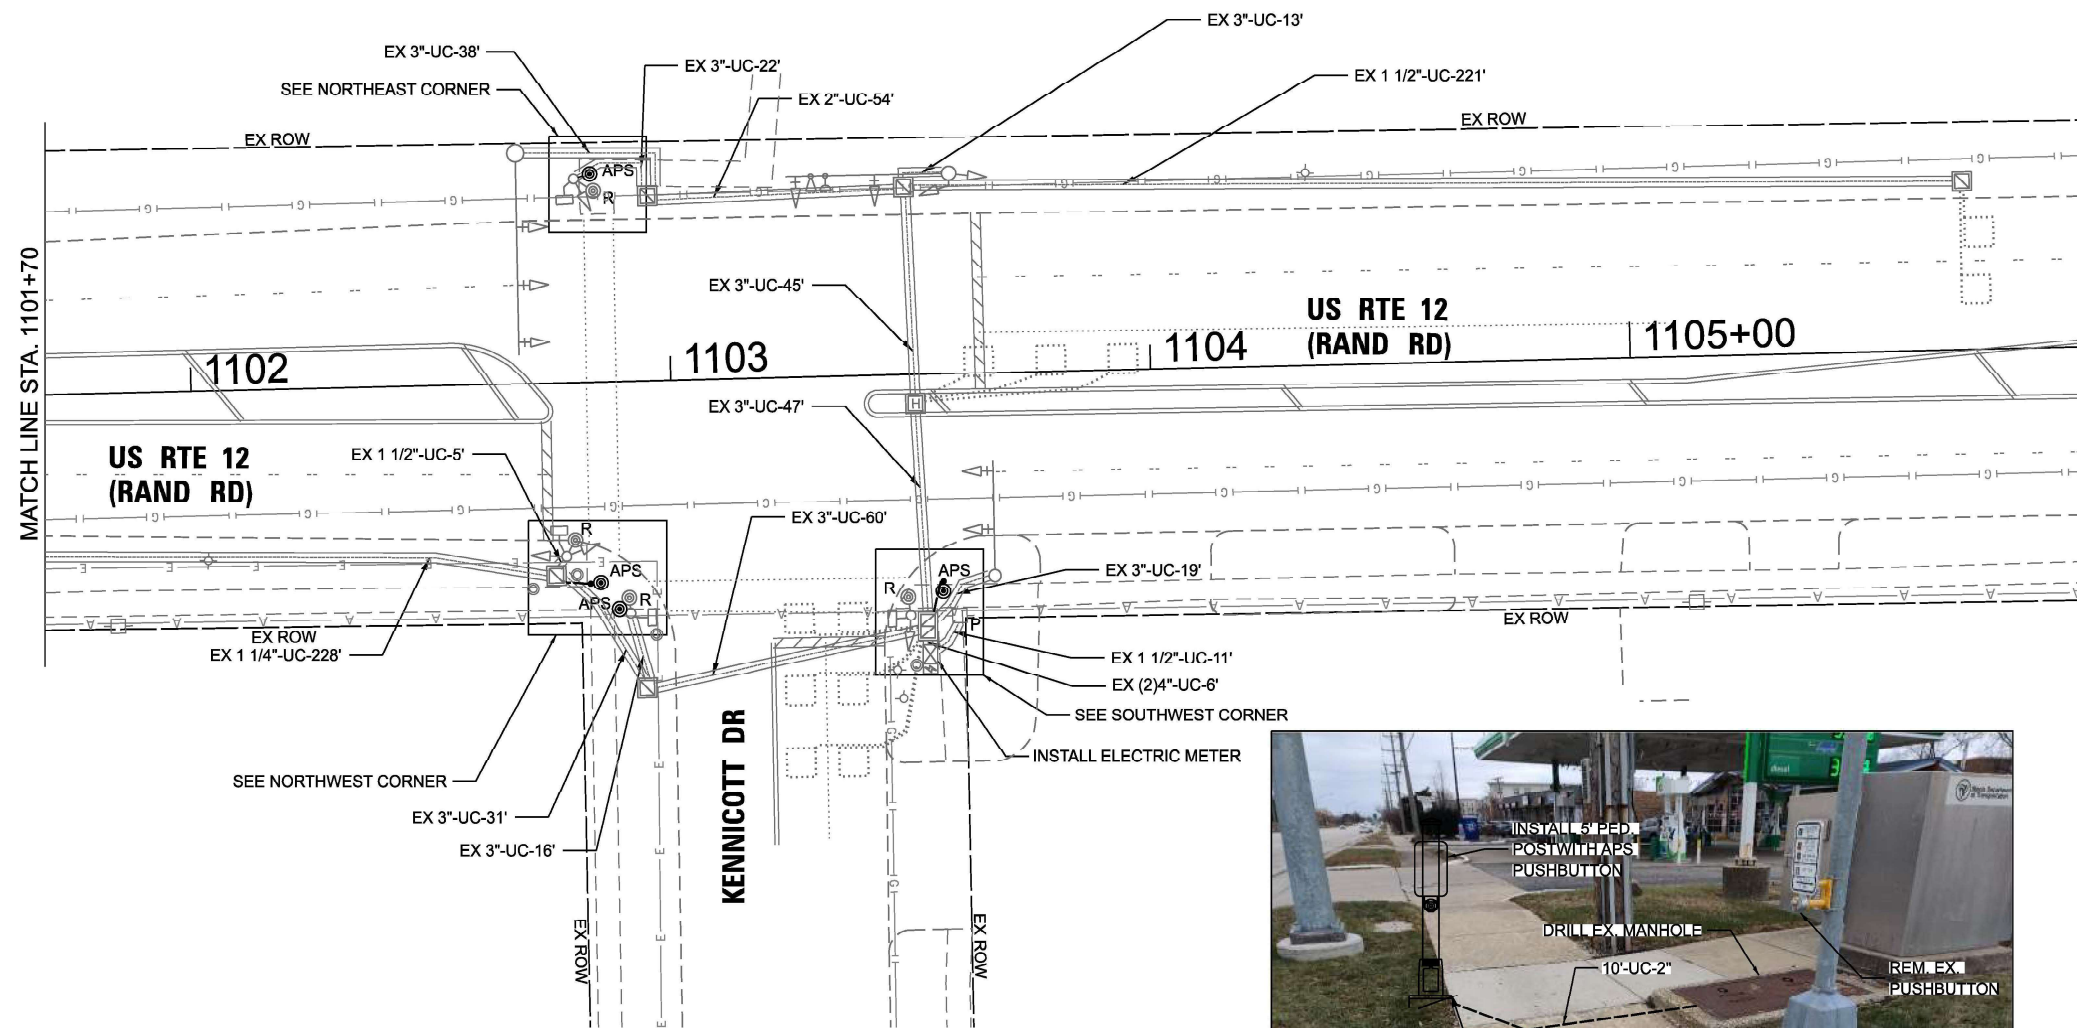 EX 3"-UC-13'
EX 3"-UC-38'
EX 3"-UC-22'
EX 1 1/2"-UC-221'
SEE NORTHEAST CORNER
EX 2"-UC-54'
EX ROW
EX ROW
APS
R
MATCH LINE STA. 1101+70
EX 3"-UC-45'
US RTE 12
(RAND RD)
1102
1103
1104
1105+00
EX 3"-UC-47'
H
US RTE 12
(RAND RD)
EX 1 1/2"-UC-5'
EX 3"-UC-60'
R
APS
APS
R
APS
R
P
EX 3"-UC-19'
EX ROW
EX ROW
EX 1 1/4"-UC-228'
EX 1 1/2"-UC-11'
EX (2)4"-UC-6'
SEE SOUTHWEST CORNER
INSTALL ELECTRIC METER
SEE NORTHWEST CORNER
EX 3"-UC-31'
EX 3"-UC-16'
KENNICOTT DR
EX ROW
EX ROW
diesel
Illinois Department
of Transportation
INSTALL 5' PED.
POST WITH APS
PUSHBUTTON
DRILL EX. MANHOLE
10'-UC-2"
REM. EX.
PUSHBUTTON